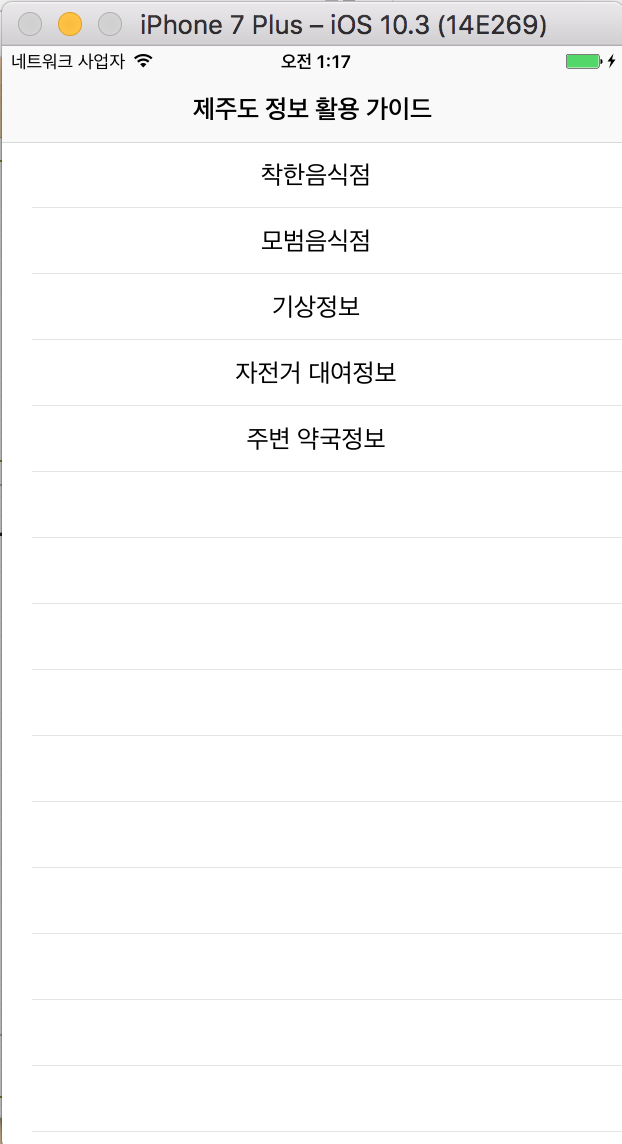 iPhone 7 Plus – iOS 10.3 (14E269)
네트워크 사업자 오전 1:17
제주도 정보 활용 가이드
착한음식점
모범음식점
기상정보
자전거 대여정보
주변 약국정보